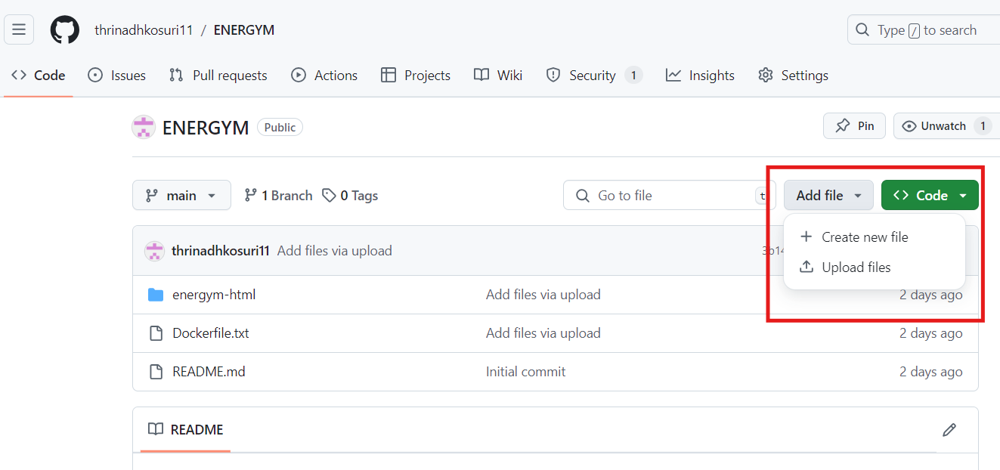 thrinadhkosuri11 / ENERGYM
Type / to search
Code Issues Pull requests Actions Projects Wiki Security 1 Insights Settings
ENERGYM Public
Pin Unwatch 1
main 1 Branch 0 Tags Go to file t Add file Code
Create new file
Upload files
thrinadhkosuri11 Add files via upload
energym-html Add files via upload 2 days ago
Dockerfile.txt Add files via upload 2 days ago
README.md Initial commit 2 days ago
README